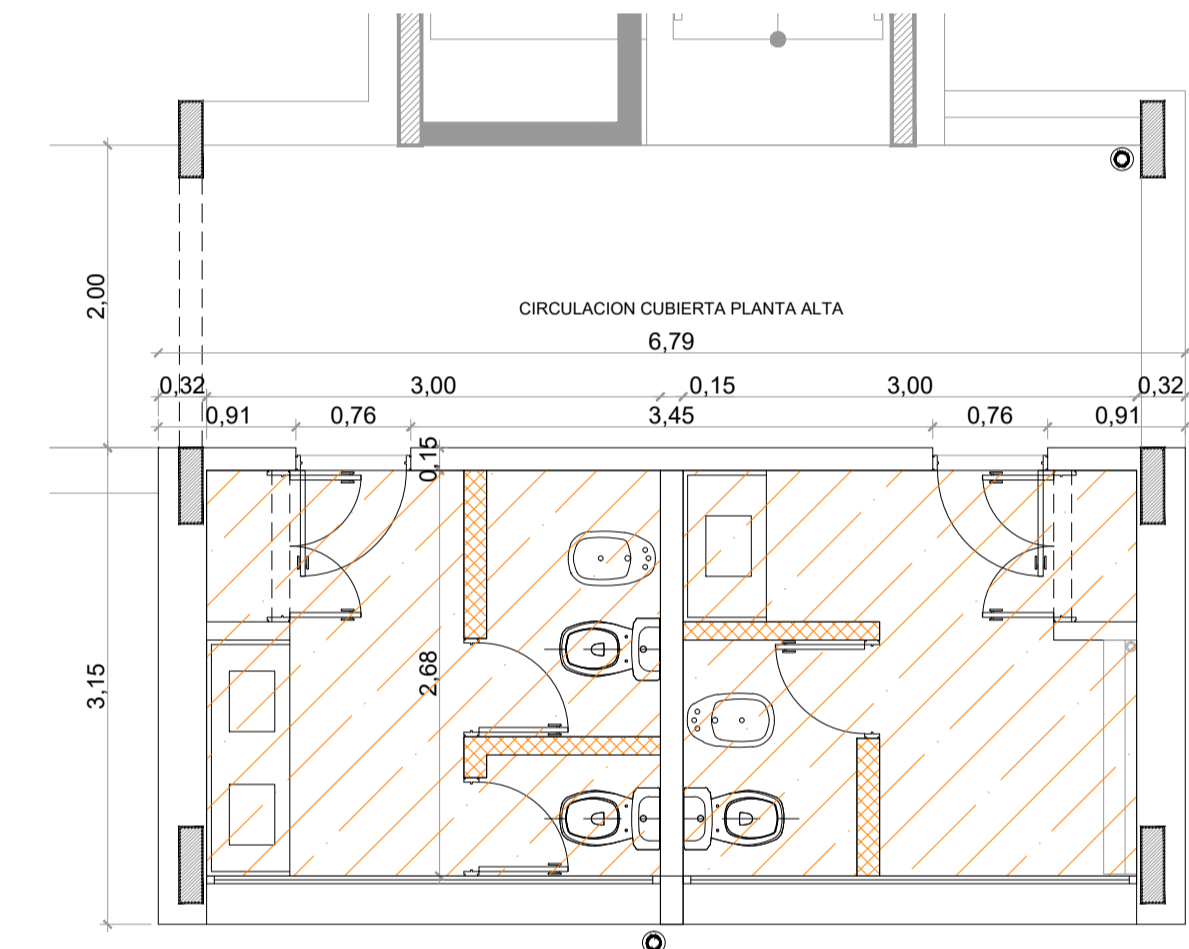 2,00
CIRCULACION CUBIERTA PLANTA ALTA
6,79
0,32 3,00 0,15 3,00 0,32
0,91 0,76 3,45 0,76 0,91
0,15
2,68
3,15